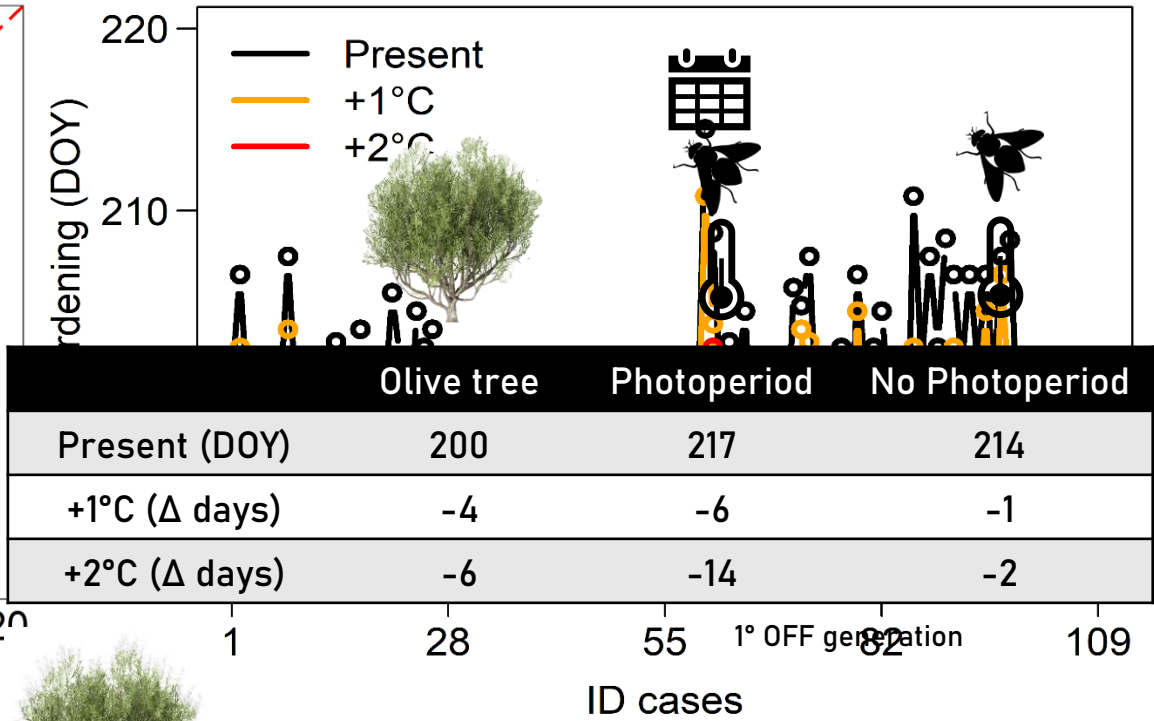 220
Present
+1°C
+2°C
210
rdening (DOY)
Olive tree Photoperiod No Photoperiod
Present (DOY) 200 217 214
+1°C (Δ days) -4 -6 -1
+2°C (Δ days) -6 -14 -2
1 28 55 82 109
1° OFF generation
ID cases